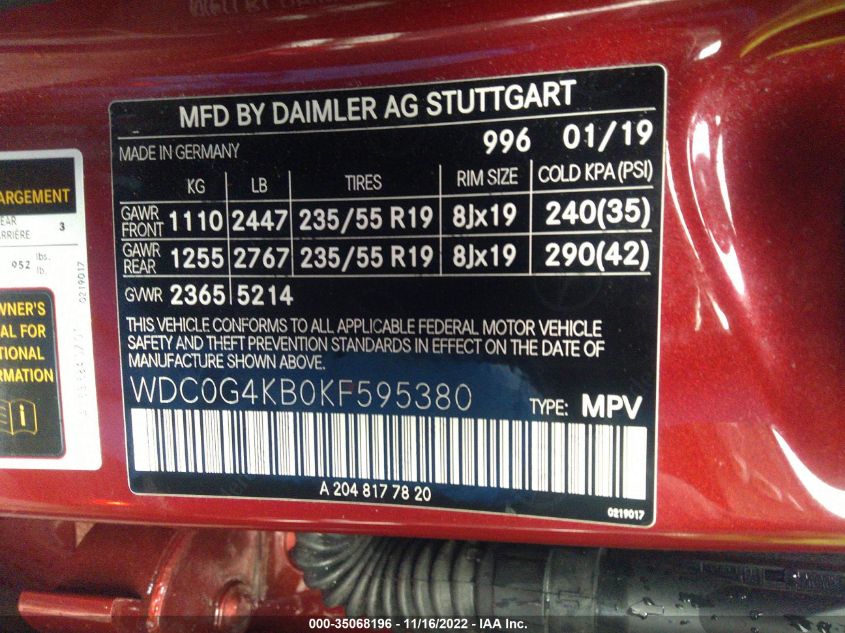 MFD BY DAIMLER AG STUTTGART
MADE IN GERMANY 996 01/19
KG LB TIRES RIM SIZE COLD KPA (PSI)
GAWR FRONT 1110 2447 235/55 R19 8Jx19 240(35)
GAWR REAR 1255 2767 235/55 R19 8Jx19 290(42)
GVWR 2365 5214
THIS VEHICLE CONFORMS TO ALL APPLICABLE FEDERAL MOTOR VEHICLE
SAFETY AND THEFT PREVENTION STANDARDS IN EFFECT ON THE DATE OF
MANUFACTURE SHOWN ABOVE.
WDC0G4KB0KF595380 TYPE: MPV
A 204 817 78 20
0219017
ARGEMENT
EAR
ARRIÈRE 3
952 lbs.
lb.
0219017
WNER'S
AL FOR
TIONAL
RMATION
000-35068196 - 11/16/2022 - IAA Inc.